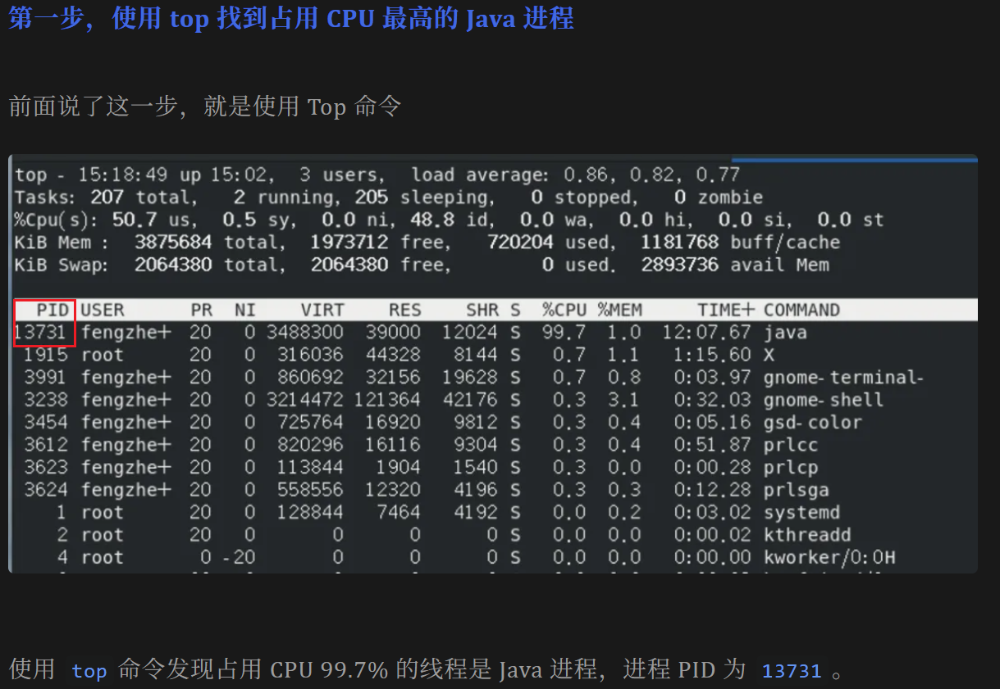 第一步，使用 top 找到占用 CPU 最高的 Java 进程
前面说了这一步，就是使用 Top 命令
top - 15:18:49 up 15:02,  3 users,  load average: 0.86, 0.82, 0.77
Tasks: 207 total,   2 running, 205 sleeping,   0 stopped,   0 zombie
%Cpu(s): 50.7 us,  0.5 sy,  0.0 ni, 48.8 id,  0.0 wa,  0.0 hi,  0.0 si,  0.0 st
KiB Mem :  3875684 total,  1973712 free,   720204 used,  1181768 buff/cache
KiB Swap:  2064380 total,  2064380 free,        0 used.  2893736 avail Mem
PID USER      PR  NI    VIRT    RES    SHR S  %CPU %MEM     TIME+ COMMAND
13731 fengzhe+  20   0 3488300  39000  12024 S  99.7  1.0  12:07.67 java
1915 root      20   0  316036  44328   8144 S   0.7  1.1   1:15.60 X
3991 fengzhe+  20   0  860692  32156  19628 S   0.7  0.8   0:03.97 gnome-terminal-
3238 fengzhe+  20   0 3214472 121364  42176 S   0.3  3.1   0:32.03 gnome-shell
3454 fengzhe+  20   0  725764  16920   9812 S   0.3  0.4   0:05.16 gsd-color
3612 fengzhe+  20   0  820296  16116   9304 S   0.3  0.4   0:51.87 prlcc
3623 fengzhe+  20   0  113844   1904   1540 S   0.3  0.0   0:00.28 prlcp
3624 fengzhe+  20   0  558556  12320   4196 S   0.3  0.3   0:12.28 prlsga
1 root      20   0  128844   7464   4192 S   0.0  0.2   0:03.02 systemd
2 root      20   0       0      0      0 S   0.0  0.0   0:00.02 kthreadd
4 root       0 -20       0      0      0 S   0.0  0.0   0:00.00 kworker/0:0H
使用 top 命令发现占用 CPU 99.7% 的线程是 Java 进程，进程 PID 为 13731 。